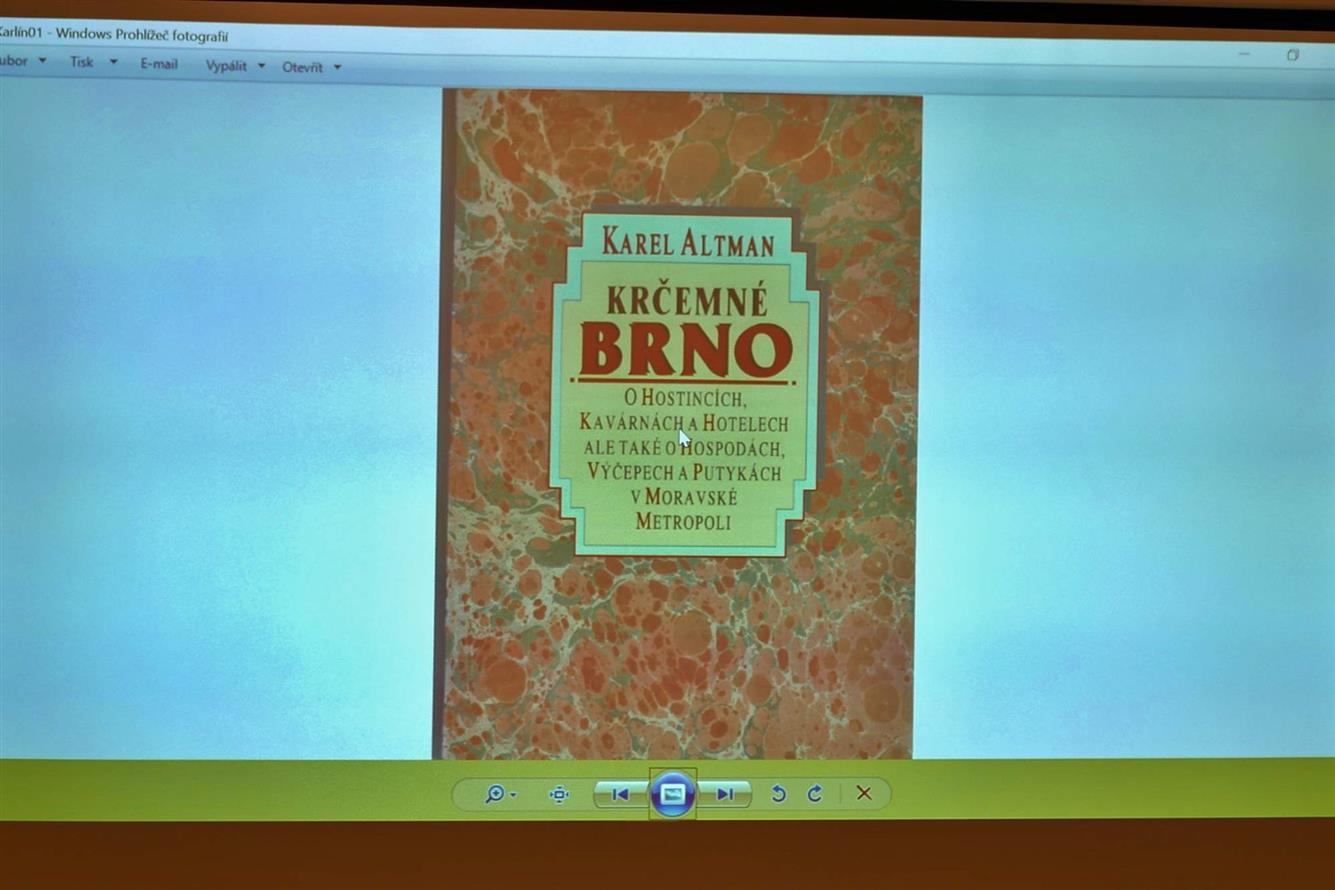 Karlín01 - Windows Prohlížeč fotografií
ubor Tisk E-mail Vypálit Otevřít
KAREL ALTMAN
KRČEMNÉ
BRNO
O HOSTINCÍCH,
KAVÁRNÁCH A HOTELECH
ALE TAKÉ O HOSPODÁCH,
VÝČEPECH A PUTYKÁCH
V MORAVSKÉ
METROPOLI